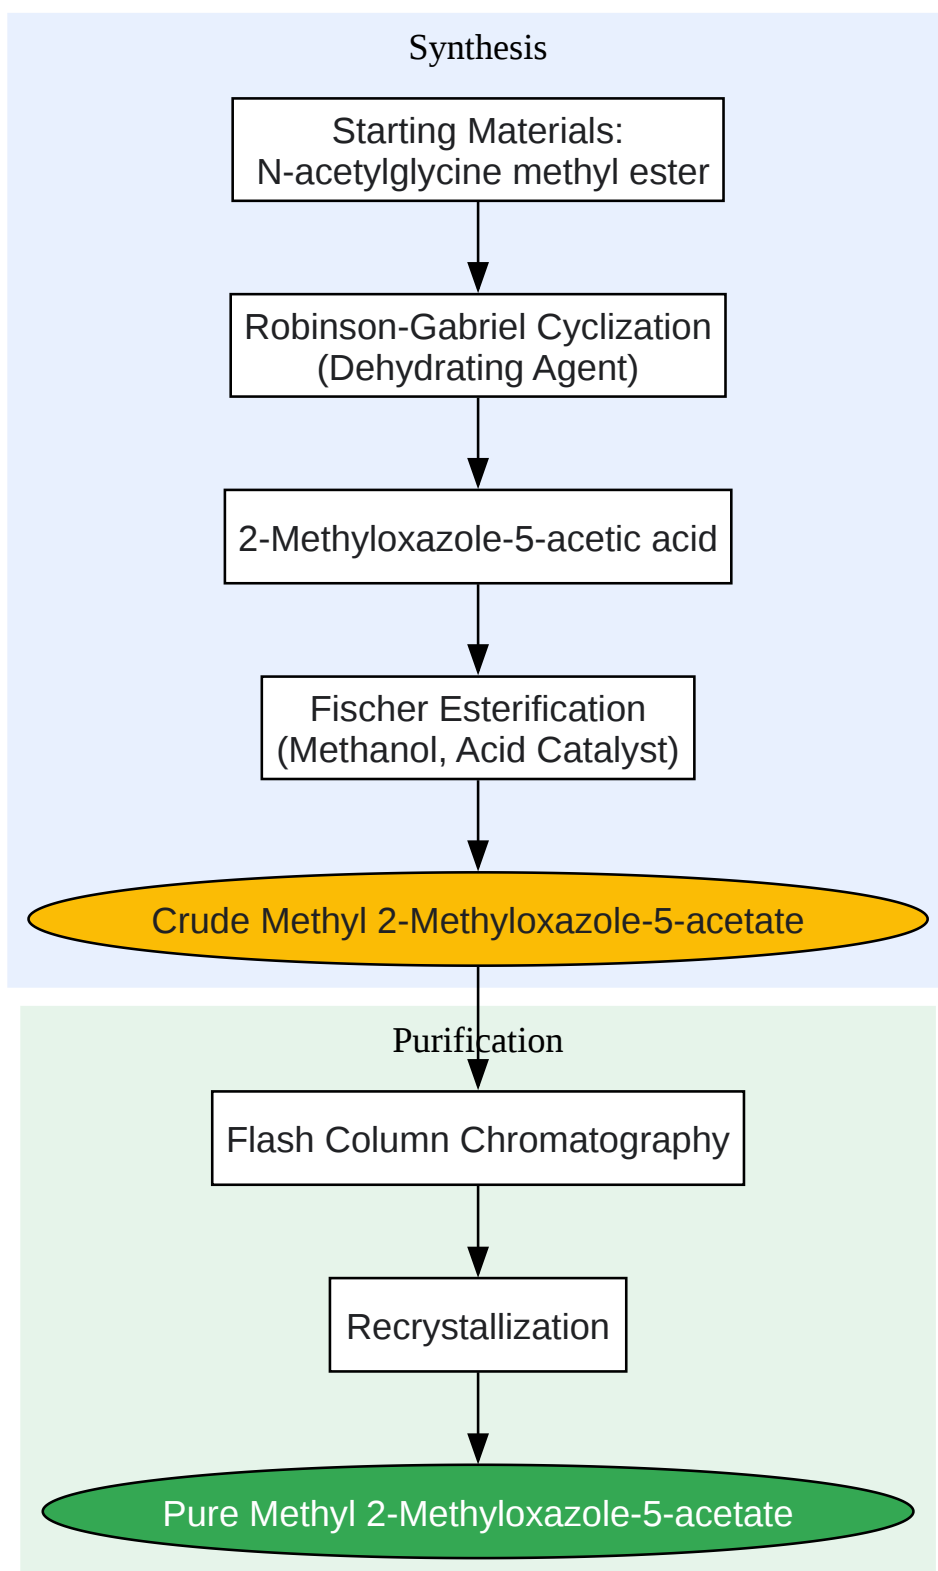 Synthesis
Starting Materials:
N-acetylglycine methyl ester
Robinson-Gabriel Cyclization
(Dehydrating Agent)
2-Methyloxazole-5-acetic acid
Fischer Esterification
(Methanol, Acid Catalyst)
Crude Methyl 2-Methyloxazole-5-acetate
Purification
Flash Column Chromatography
Recrystallization
Pure Methyl 2-Methyloxazole-5-acetate